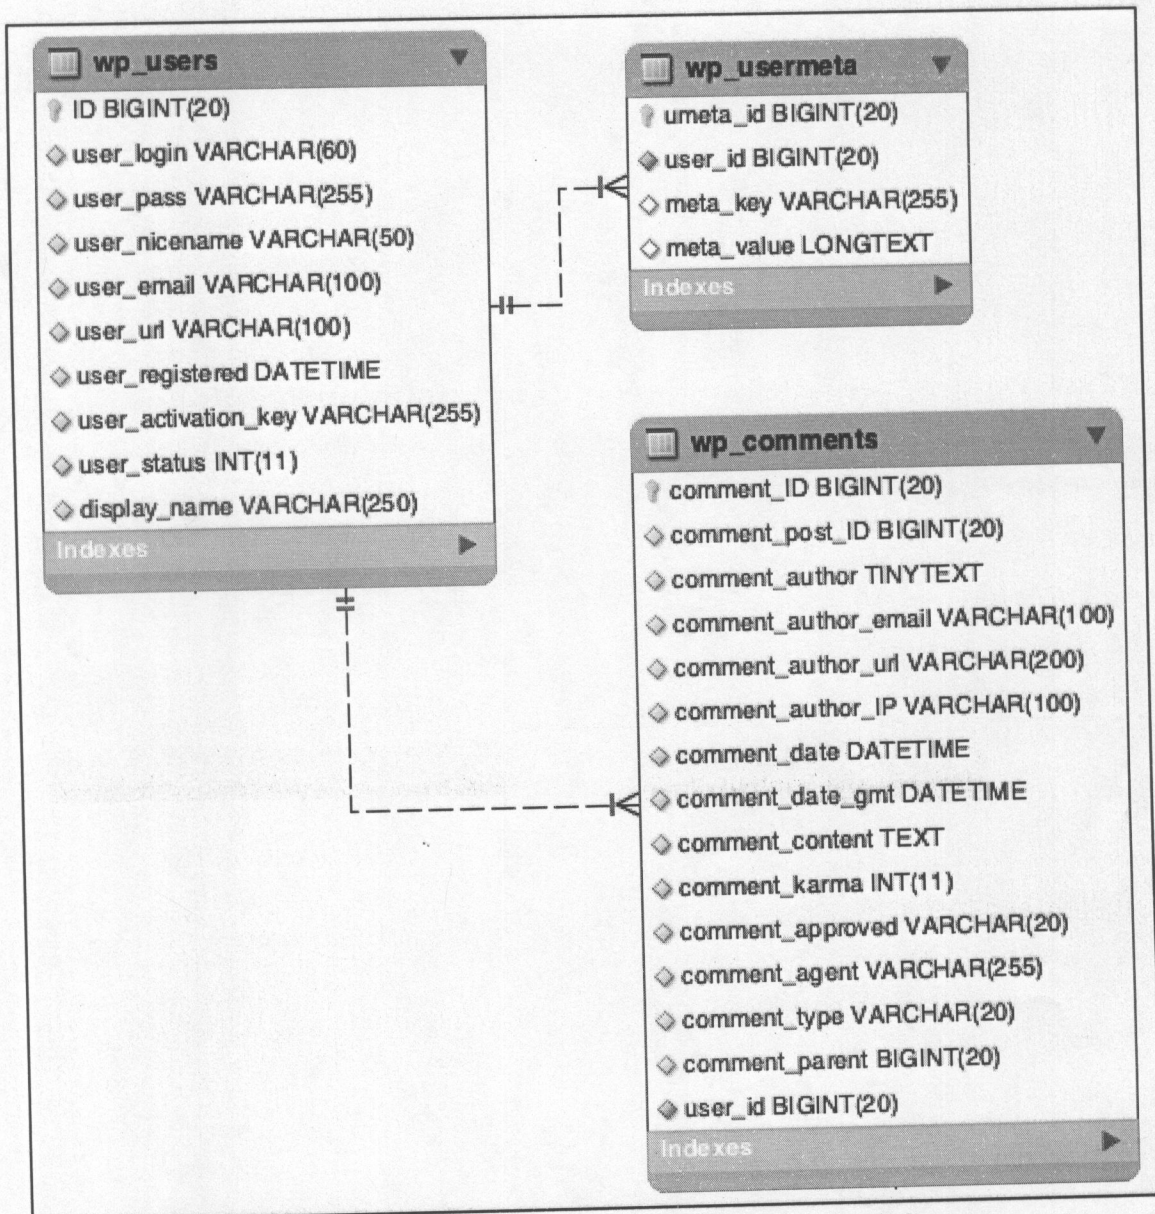 wp_users
ID BIGINT(20)
user_login VARCHAR(60)
user_pass VARCHAR(255)
user_nicename VARCHAR(50)
user_email VARCHAR(100)
user_url VARCHAR(100)
user_registered DATETIME
user_activation_key VARCHAR(255)
user_status INT(11)
display_name VARCHAR(250)
Indexes
wp_usermeta
umeta_id BIGINT(20)
user_id BIGINT(20)
meta_key VARCHAR(255)
meta_value LONGTEXT
Indexes
wp_comments
comment_ID BIGINT(20)
comment_post_ID BIGINT(20)
comment_author TINYTEXT
comment_author_email VARCHAR(100)
comment_author_url VARCHAR(200)
comment_author_IP VARCHAR(100)
comment_date DATETIME
comment_date_gmt DATETIME
comment_content TEXT
comment_karma INT(11)
comment_approved VARCHAR(20)
comment_agent VARCHAR(255)
comment_type VARCHAR(20)
comment_parent BIGINT(20)
user_id BIGINT(20)
Indexes